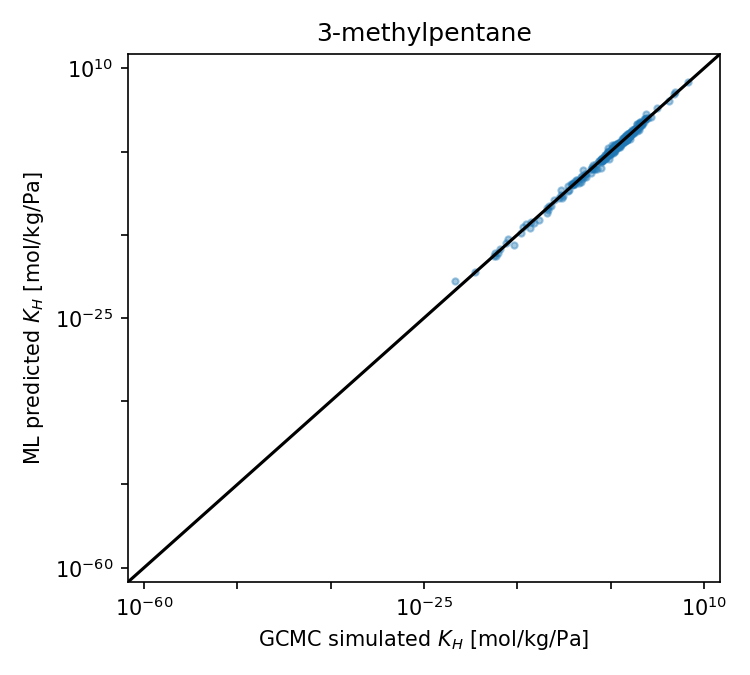 3-methylpentane
10^10
10^-25
10^-60
ML predicted K_H [mol/kg/Pa]
10^-60 10^-25 10^10
GCMC simulated K_H [mol/kg/Pa]